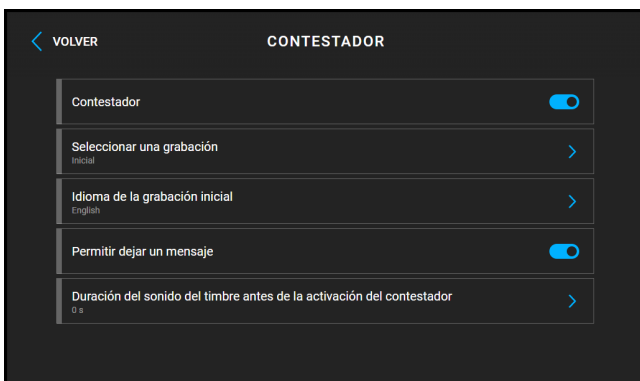 VOLVER
CONTESTADOR
Contestador
Seleccionar una grabación
Inicial
Idioma de la grabación inicial
English
Permitir dejar un mensaje
Duración del sonido del timbre antes de la activación del contestador
0 s